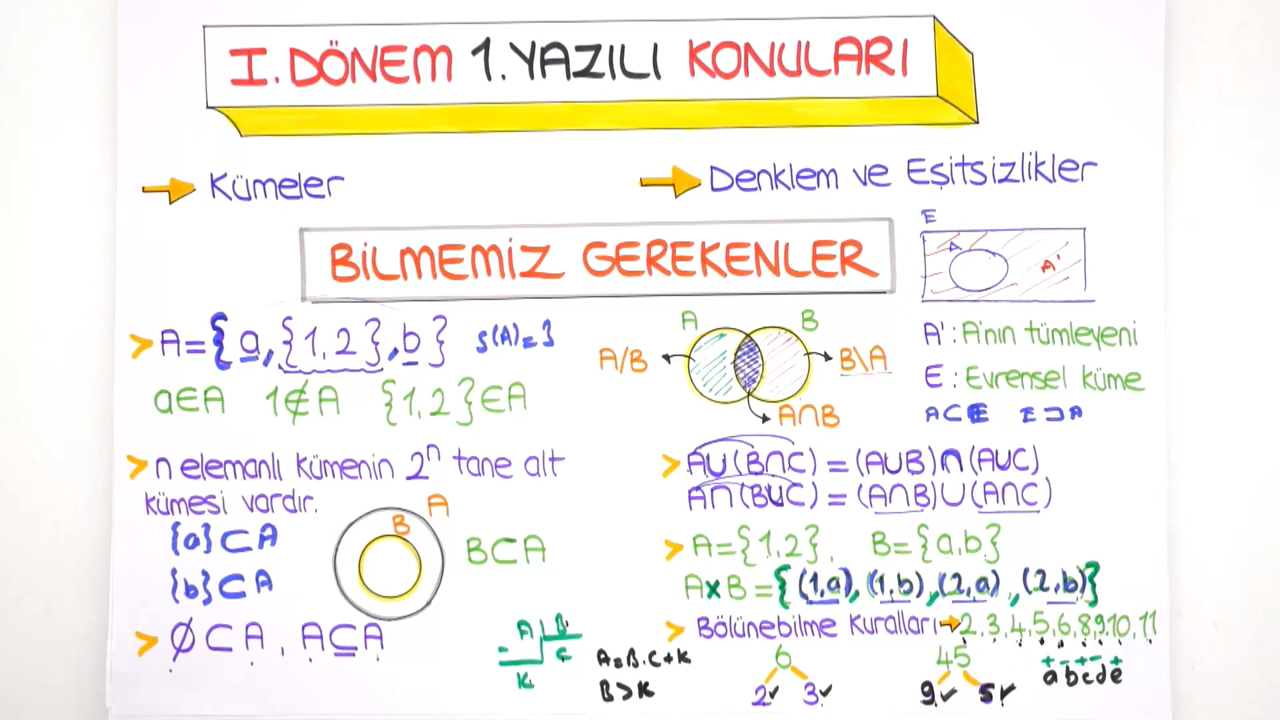 I. DÖNEM 1. YAZILI KONULARI
→ Kümeler
→ Denklem ve Eşitsizlikler
BİLMEMİZ GEREKENLER
E
A
A'
A' : A'nın tümleyeni
E : Evrensel küme
A⊂E E⊃A
> A={a,{1,2},b} s(A)=3
a∈A 1∉A {1,2}∈A
A B
A/B B\A
A∩B
> n elemanlı kümenin 2ⁿ tane alt
kümesi vardır.
{a}⊂A
{b}⊂A
A
B
B⊂A
> ∅⊂A, A⊆A
> A∪(B∩C) = (A∪B)∩(A∪C)
A∩(B∪C) = (A∩B)∪(A∩C)
> A={1,2}, B={a,b}
A×B={(1,a),(1,b),(2,a),(2,b)}
> Bölünebilme Kuralları→2,3,4,5,6,8,9,10,11
A B
- C
K
A=B.C+K
B>K
6
2✓ 3✓
45
9✓ 5✓
+ - + - +
a b c d e